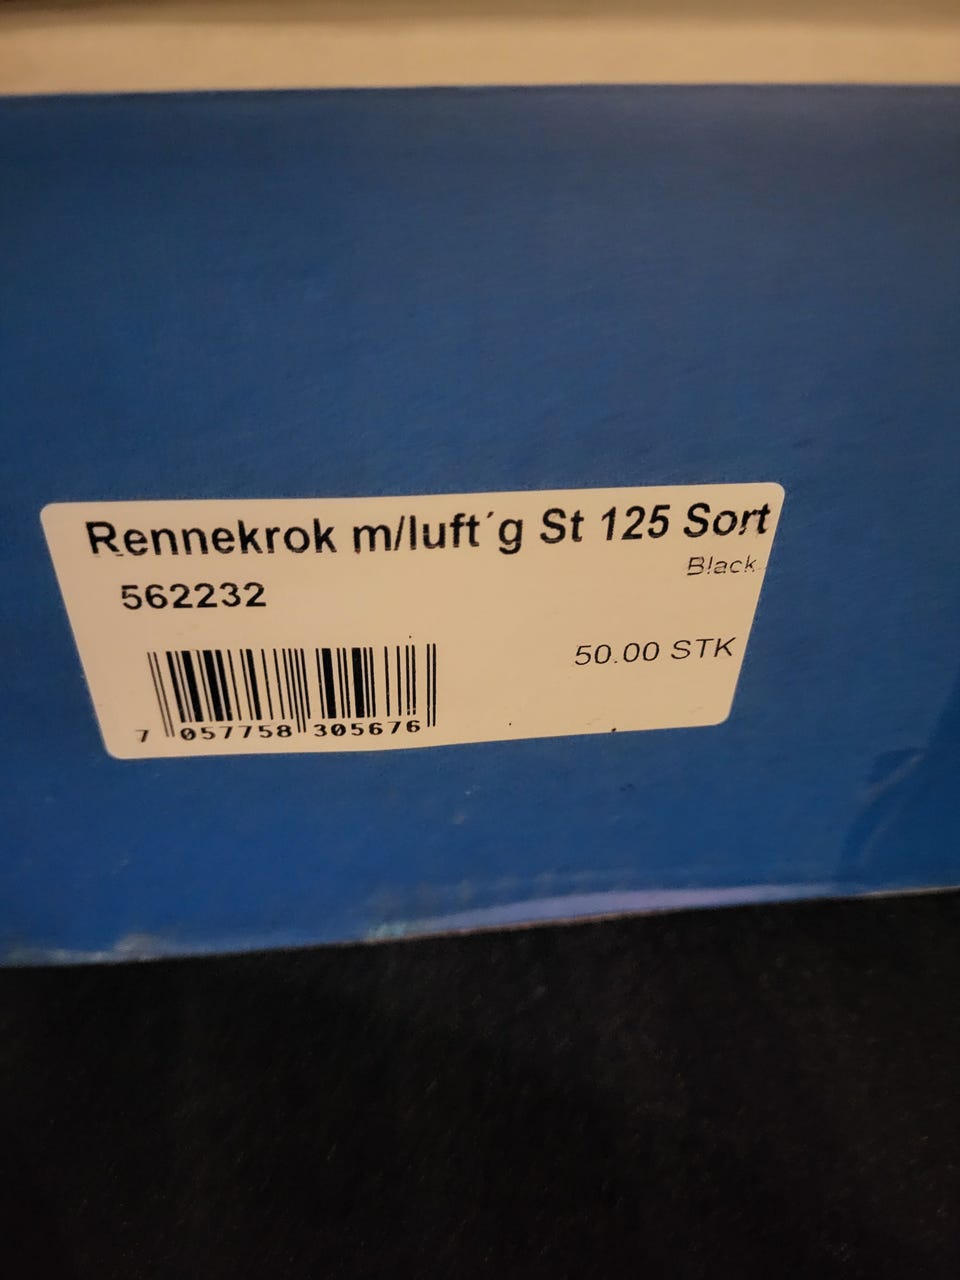 Rennekrok m/luft´g St 125 Sort
Black
562232
50.00 STK
7 057758 305676